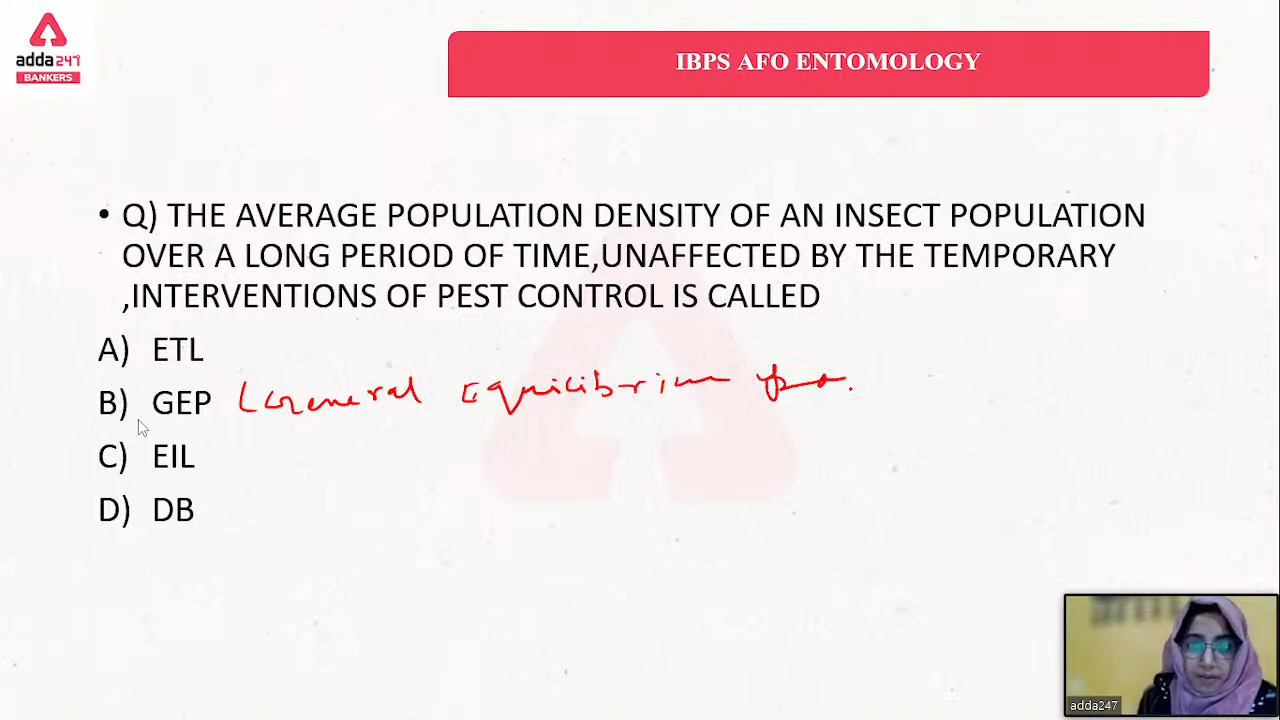 adda247
BANKERS
IBPS AFO ENTOMOLOGY
• Q) THE AVERAGE POPULATION DENSITY OF AN INSECT POPULATION
OVER A LONG PERIOD OF TIME,UNAFFECTED BY THE TEMPORARY
,INTERVENTIONS OF PEST CONTROL IS CALLED
A) ETL
B) GEP (General Equilibrium
C) EIL
D) DB
adda247